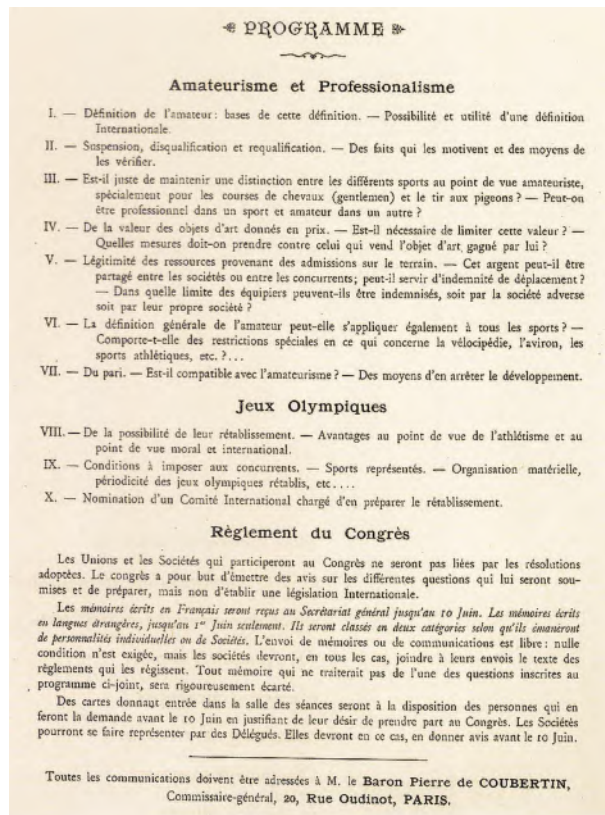 PROGRAMME
Amateurisme et Professionalisme
I. — Définition de l'amateur: bases de cette définition. — Possibilité et utilité d'une définition
Internationale.
II. — Suspension, disqualification et requalification. — Des faits qui les motivent et des moyens de
les vérifier.
III. — Est-il juste de maintenir une distinction entre les différents sports au point de vue amateuriste,
spécialement pour les courses de chevaux (gentlemen) et le tir aux pigeons ? — Peut-on
être professionnel dans un sport et amateur dans un autre ?
IV. — De la valeur des objets d'art donnés en prix. — Est-il nécessaire de limiter cette valeur ? —
Quelles mesures doit-on prendre contre celui qui vend l'objet d'art gagné par lui ?
V. — Légitimité des ressources provenant des admissions sur le terrain. — Cet argent peut-il être
partagé entre les sociétés ou entre les concurrents; peut-il servir d'indemnité de déplacement ?
— Dans quelle limite des équipiers peuvent-ils être indemnisés, soit par la société adverse
soit par leur propre société ?
VI. — La définition générale de l'amateur peut-elle s'appliquer également à tous les sports ? —
Comporte-t-elle des restrictions spéciales en ce qui concerne la vélocipédie, l'aviron, les
sports athlétiques, etc. ?...
VII. — Du pari. — Est-il compatible avec l'amateurisme ? — Des moyens d'en arrêter le développement.
Jeux Olympiques
VIII. — De la possibilité de leur rétablissement. — Avantages au point de vue de l'athlétisme et au
point de vue moral et international.
IX. — Conditions à imposer aux concurrents. — Sports représentés. — Organisation matérielle,
périodicité des jeux olympiques rétablis, etc....
X. — Nomination d'un Comité International chargé d'en préparer le rétablissement.
Règlement du Congrès
Les Unions et les Sociétés qui participeront au Congrès ne seront pas liées par les résolutions
adoptées. Le congrès a pour but d'émettre des avis sur les différentes questions qui lui seront sou-
mises et de préparer, mais non d'établir une législation Internationale.
Les mémoires écrits en Français seront reçus au Secrétariat général jusqu'au 10 Juin. Les mémoires écrits
en langues étrangères, jusqu'au 1er Juin seulement. Ils seront classés en deux catégories selon qu'ils émaneront
de personnalités individuelles ou de Sociétés. L'envoi de mémoires ou de communications est libre: nulle
condition n'est exigée, mais les sociétés devront, en tous les cas, joindre à leurs envois le texte des
règlements qui les régissent. Tout mémoire qui ne traiterait pas de l'une des questions inscrites au
programme ci-joint, sera rigoureusement écarté.
Des cartes donnant entrée dans la salle des séances seront à la disposition des personnes qui en
feront la demande avant le 10 Juin en justifiant de leur désir de prendre part au Congrès. Les Sociétés
pourront se faire représenter par des Délégués. Elles devront en ce cas, en donner avis avant le 10 Juin.
Toutes les communications doivent être adressées à M. le Baron Pierre de COUBERTIN,
Commissaire-général, 20, Rue Oudinot, PARIS.